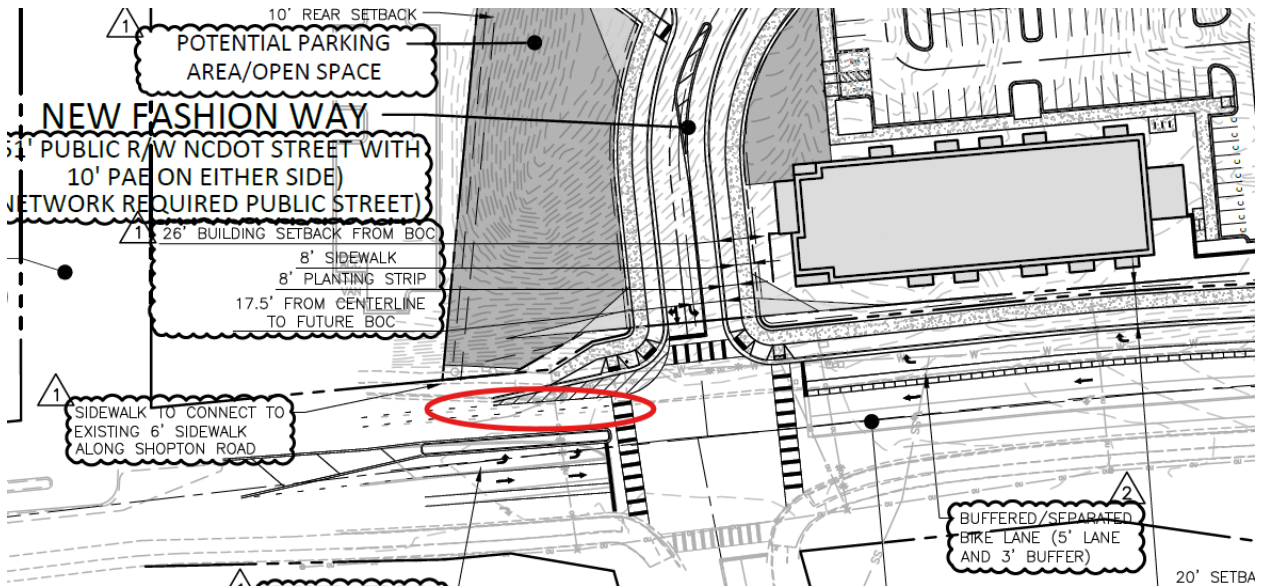 10' REAR SETBACK
1
POTENTIAL PARKING
AREA/OPEN SPACE
NEW FASHION WAY
51' PUBLIC R/W NCDOT STREET WITH
10' PAE ON EITHER SIDE)
NETWORK REQUIRED PUBLIC STREET)
1
26' BUILDING SETBACK FROM BOC
8' SIDEWALK
8' PLANTING STRIP
VAN
17.5' FROM CENTERLINE
TO FUTURE BOC
1
SIDEWALK TO CONNECT TO
EXISTING 6' SIDEWALK
ALONG SHOPTON ROAD
2
BUFFERED/SEPARATED
BIKE LANE (5' LANE
AND 3' BUFFER)
20' SETBA